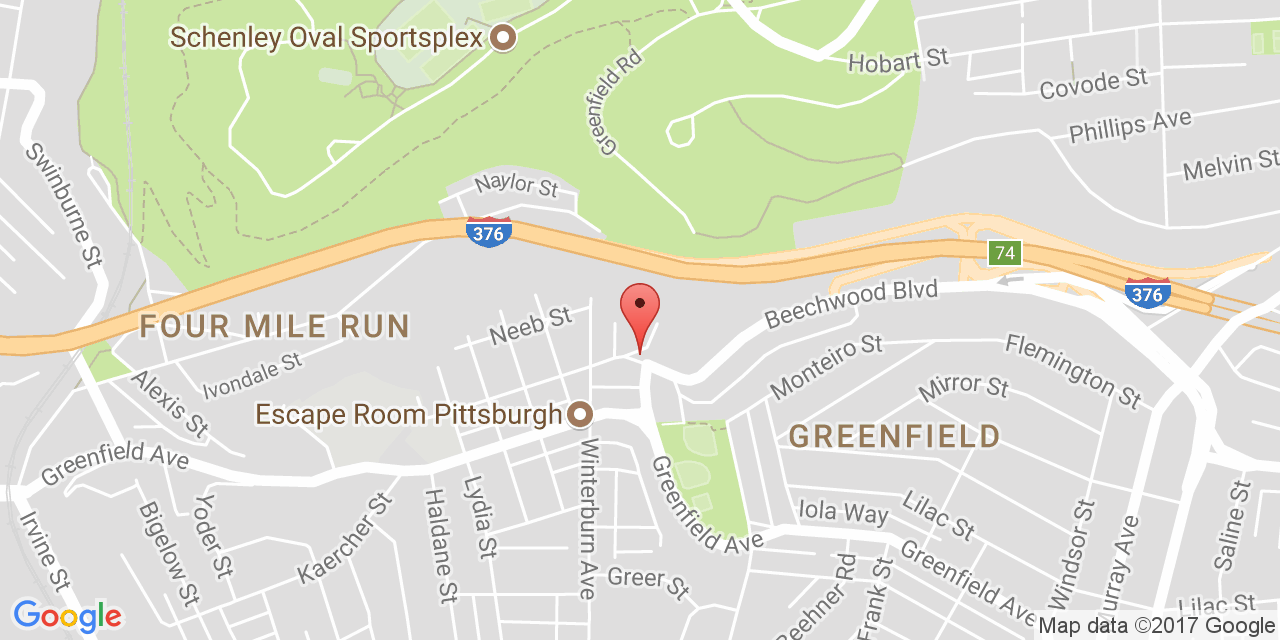 Schenley Oval Sportsplex
Hobart St
Greenfield Rd
Covode St
Phillips Ave
Melvin St
Swinburne St
Naylor St
376
74
376
Beechwood Blvd
FOUR MILE RUN
Neeb St
Ivondale St
Alexis St
Monteiro St
Flemington St
Mirror St
Escape Room Pittsburgh
GREENFIELD
Greenfield Ave
Winterburn Ave
Greenfield Ave
Yoder St
Bigelow St
Kaercher St
Haldane St
Lydia St
Irvine St
Iola Way
Lilac St
Windsor St
Murray Ave
Saline St
Greer St
Beehner Rd
Frank St
Greenfield Ave
Lilac St
Google
Map data ©2017 Google